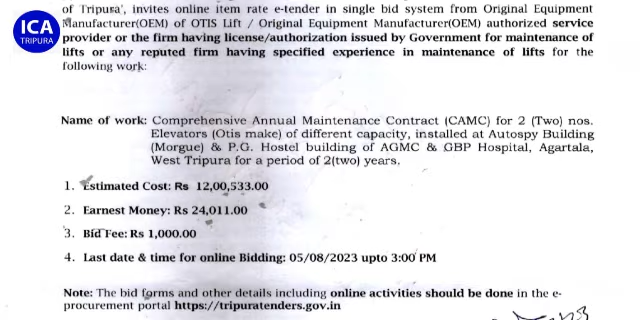 ICA
TRIPURA
of Tripura', invites online item rate e-tender in single bid system from Original Equipment
Manufacturer(OEM) of OTIS Lift / Original Equipment Manufacturer(OEM) authorized service
provider or the firm having license/authorization issued by Government for maintenance of
lifts or any reputed firm having specified experience in maintenance of lifts for the
following work:
Name of work: Comprehensive Annual Maintenance Contract (CAMC) for 2 (Two) nos.
Elevators (Otis make) of different capacity, installed at Autospy Building
(Morgue) & P.G. Hostel building of AGMC & GBP Hospital, Agartala,
West Tripura for a period of 2(two) years.
1. Estimated Cost: Rs 12,00,533.00
2. Earnest Money: Rs 24,011.00
3. Bid Fee: Rs 1,000.00
4. Last date & time for online Bidding: 05/08/2023 upto 3:00 PM
Note: The bid forms and other details including online activities should be done in the e-
procurement portal https://tripuratenders.gov.in